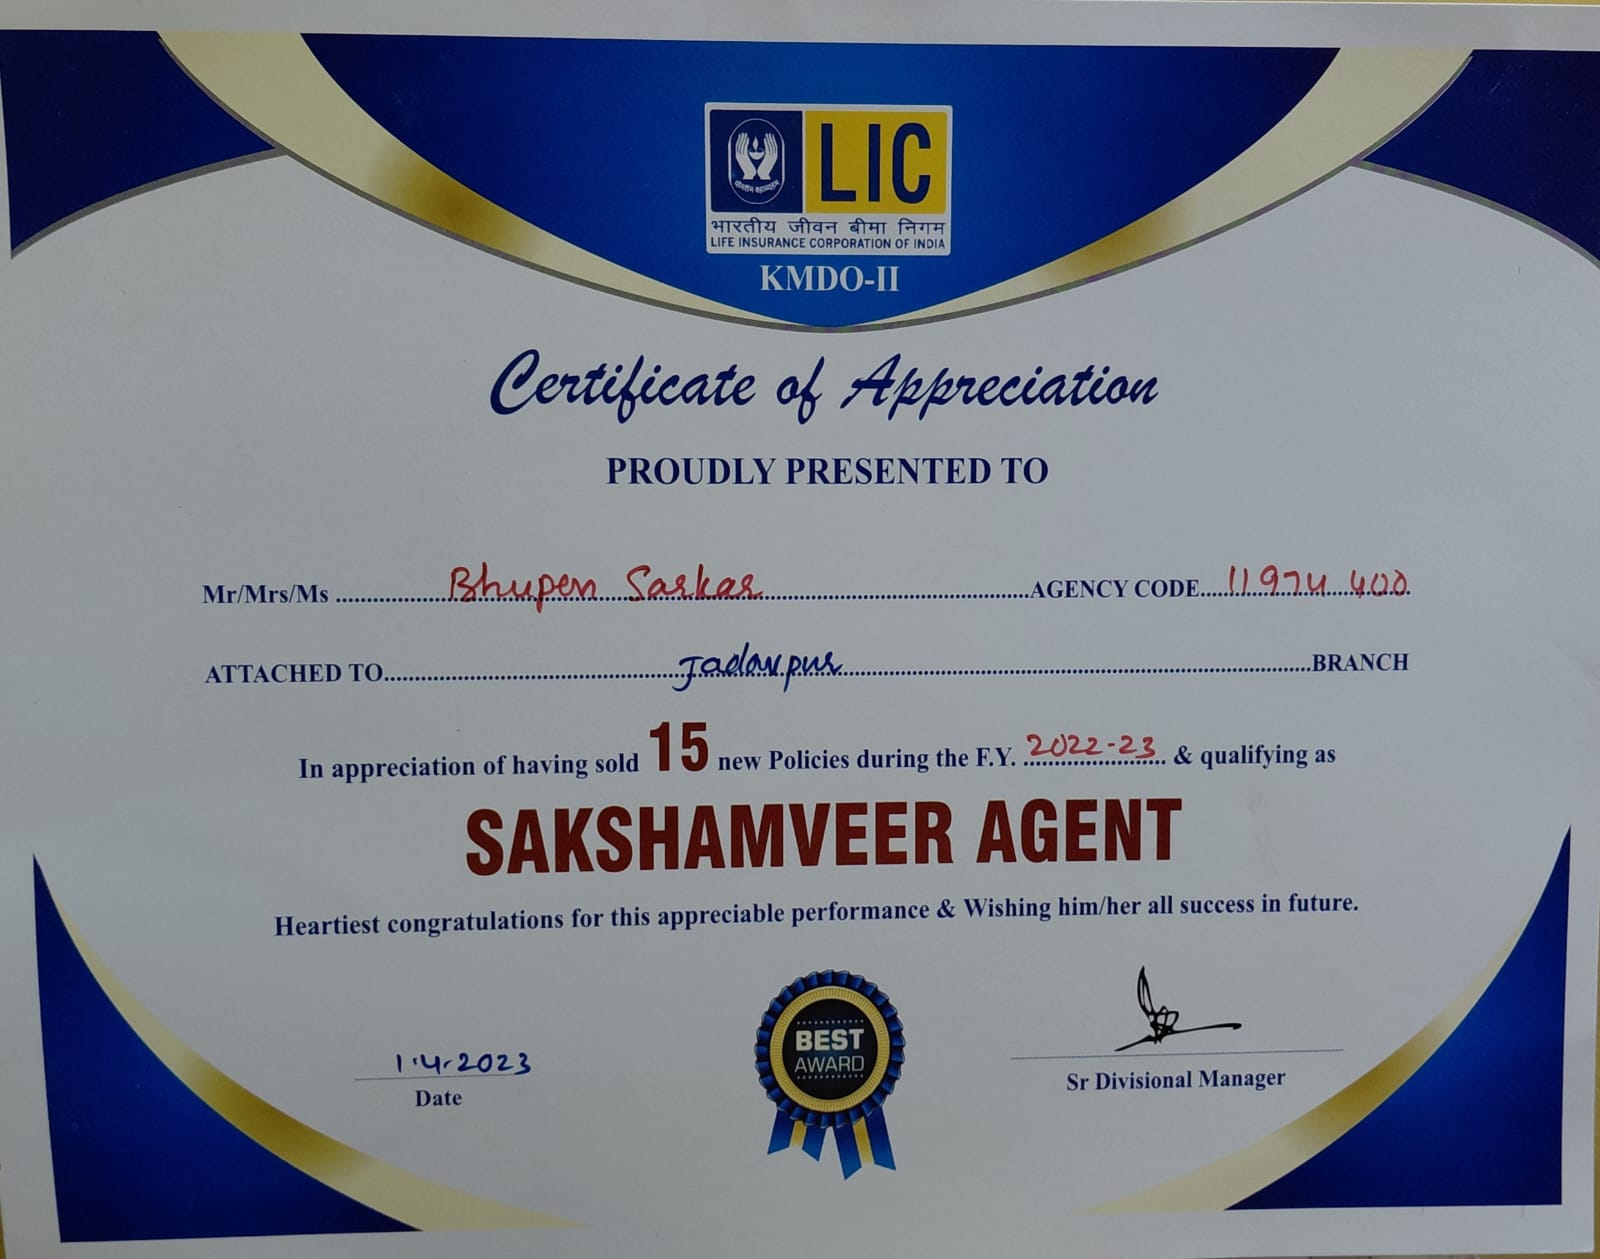 LIC
भारतीय जीवन बीमा निगम
LIFE INSURANCE CORPORATION OF INDIA
KMDO-II
Certificate of Appreciation
PROUDLY PRESENTED TO
Mr/Mrs/Ms Bhupen Sarkar AGENCY CODE 11974 400
ATTACHED TO Jadavpur BRANCH
In appreciation of having sold 15 new Policies during the F.Y. 2022-23 & qualifying as
SAKSHAMVEER AGENT
Heartiest congratulations for this appreciable performance & Wishing him/her all success in future.
BEST
AWARD
1.4.2023
Date
Sr Divisional Manager